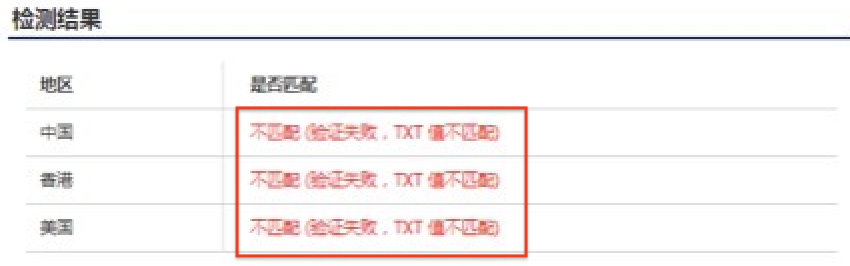 检测结果
地区 是否匹配
中国 不匹配 (验证失败，TXT 值不匹配)
香港 不匹配 (验证失败，TXT 值不匹配)
美国 不匹配 (验证失败，TXT 值不匹配)